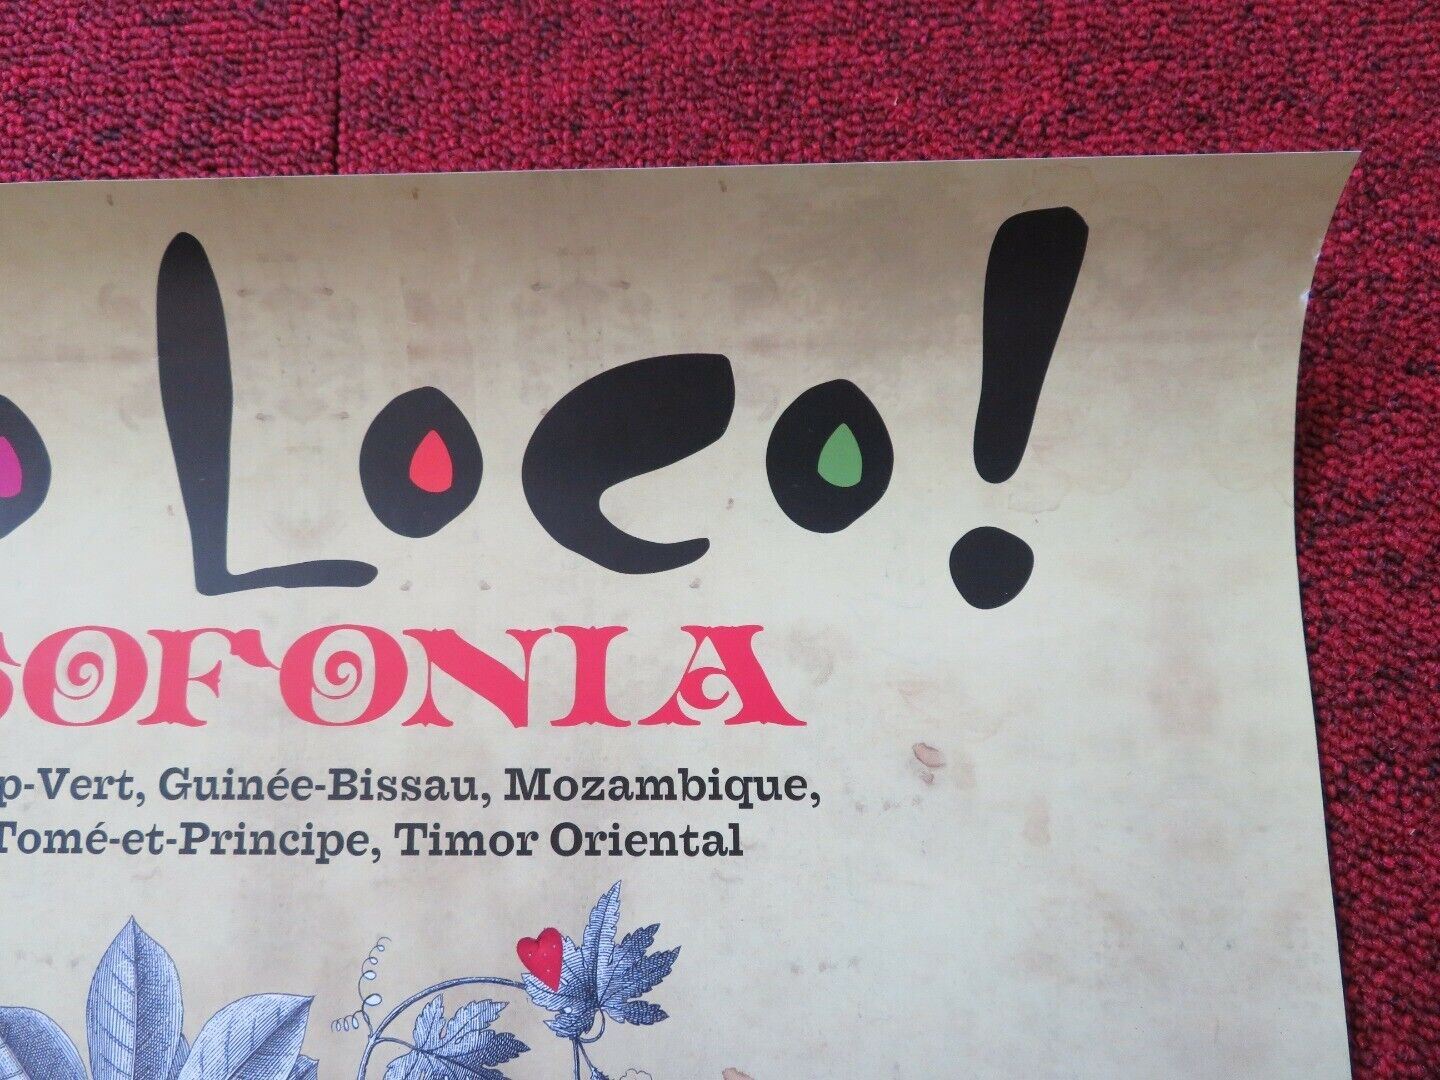 o Loco!
SOFONIA
p-Vert, Guinée-Bissau, Mozambique,
Tomé-et-Principe, Timor Oriental